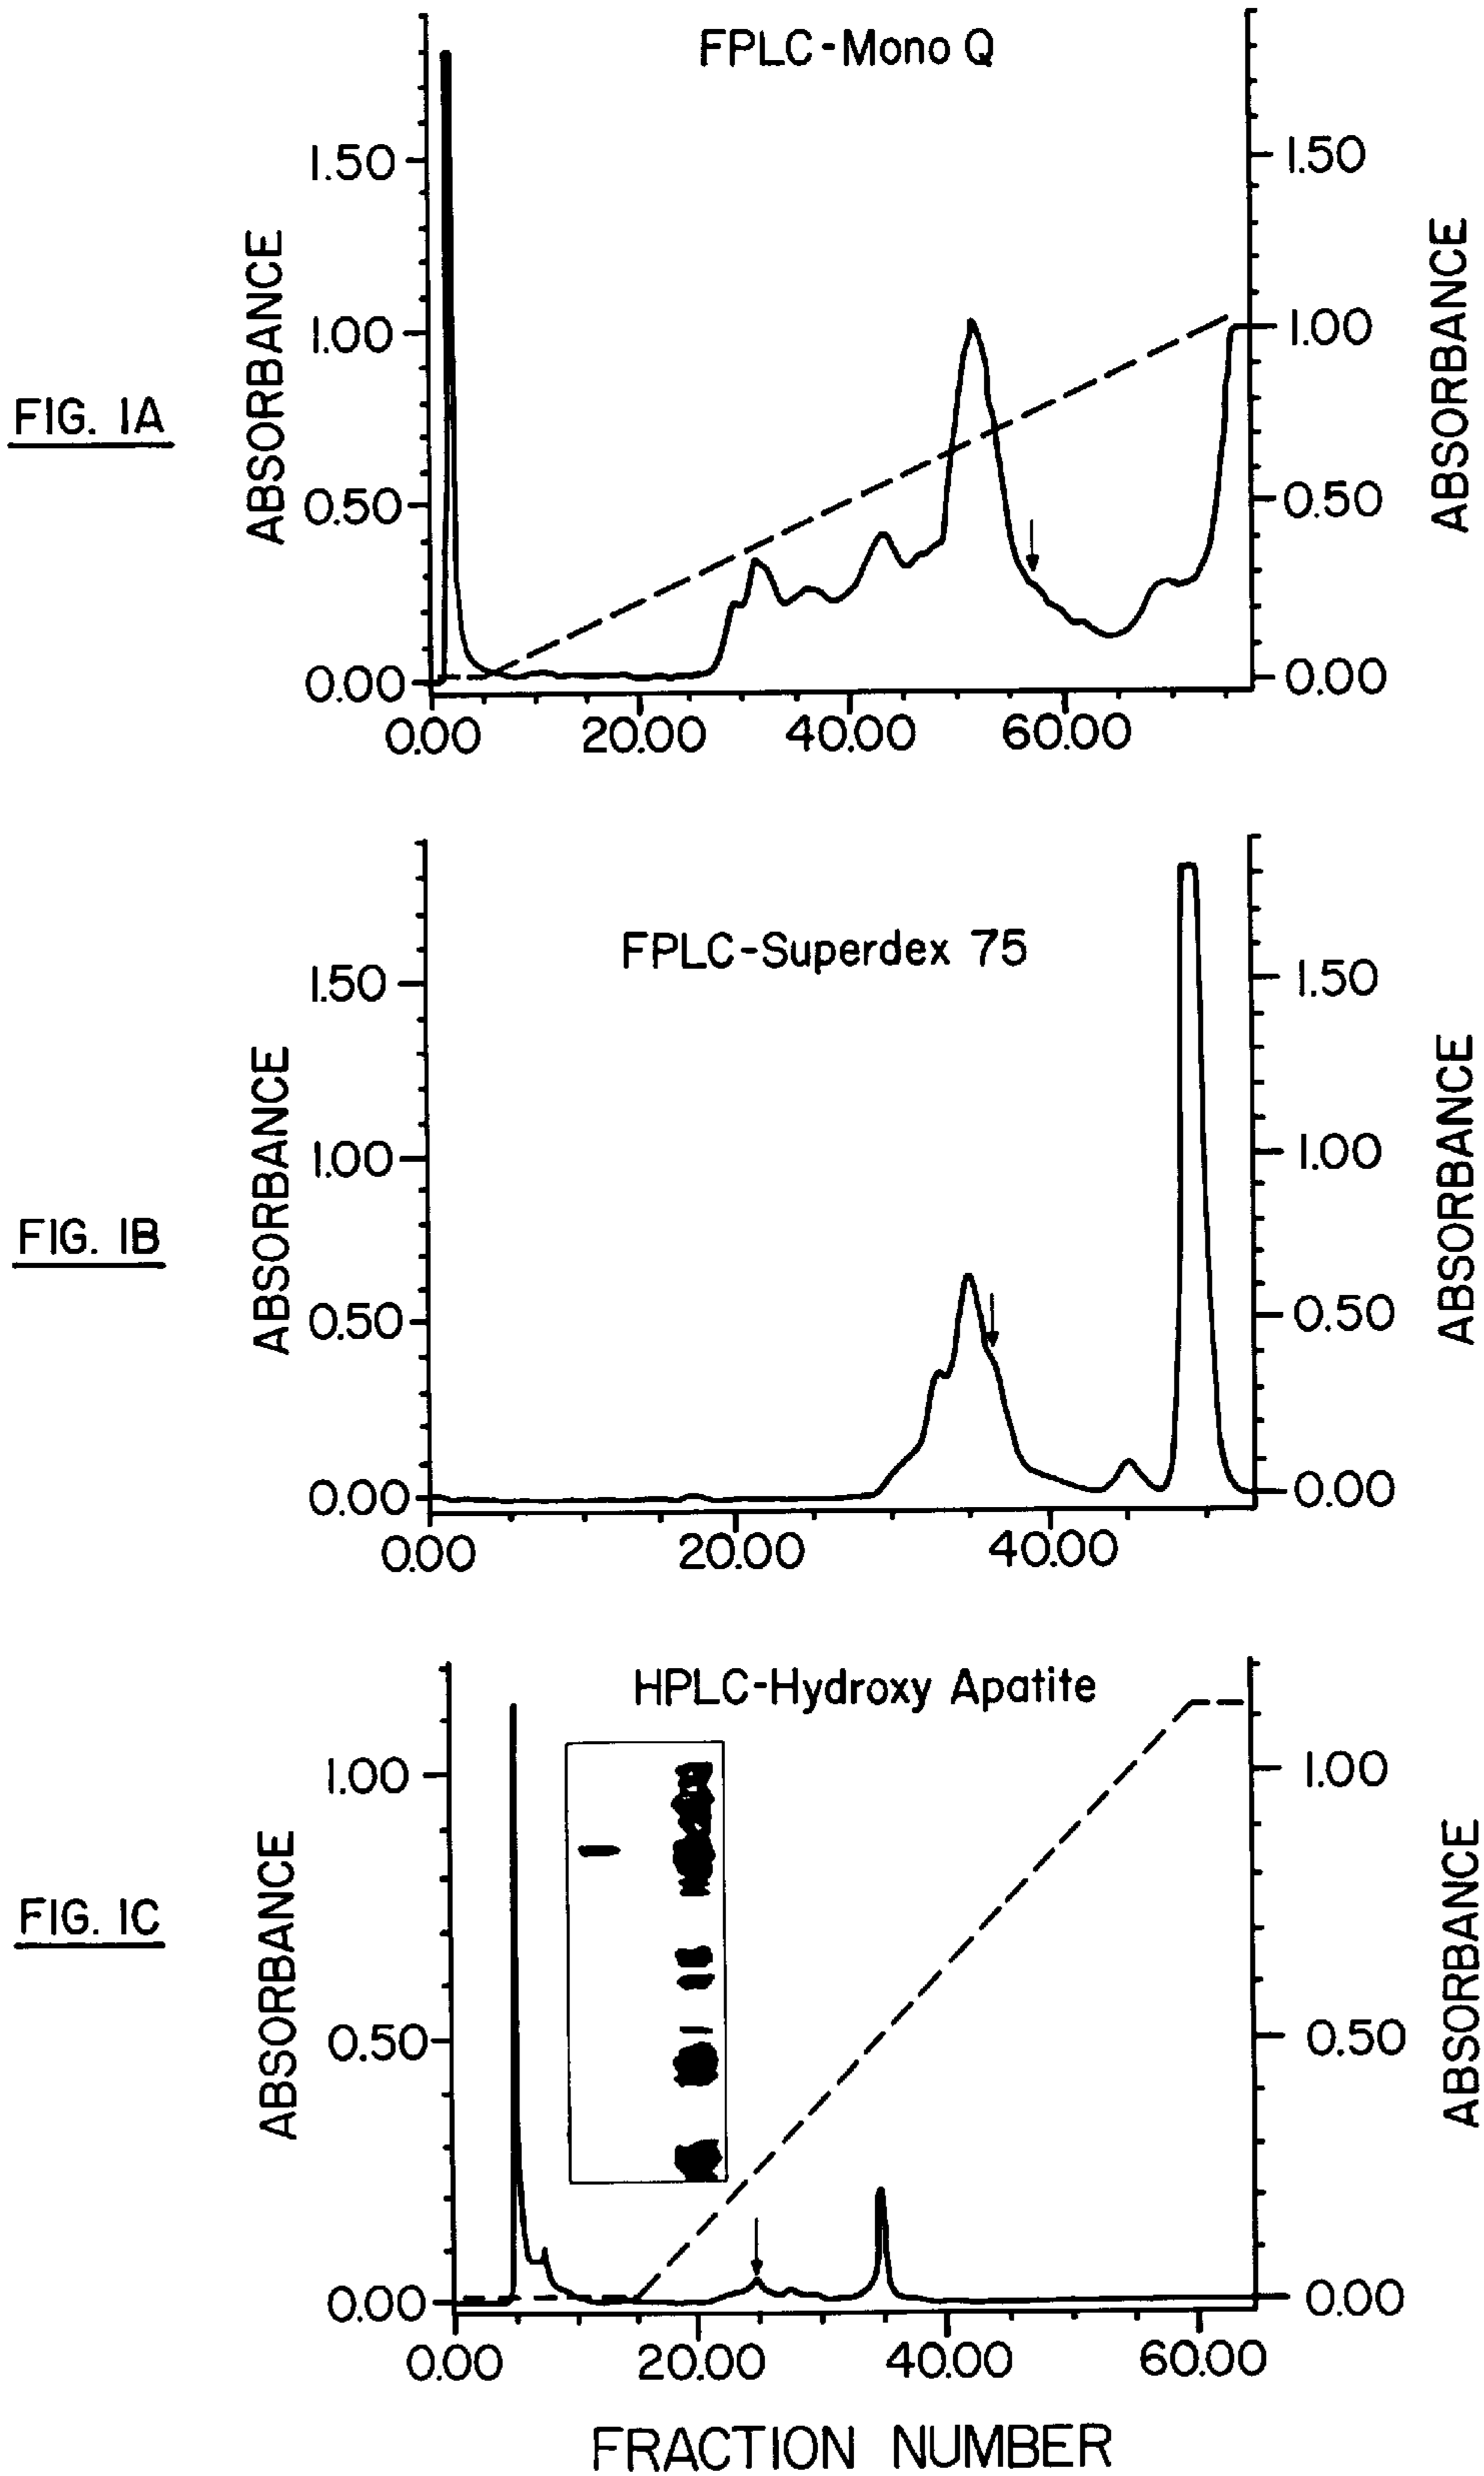 FPLC-Mono Q
1.50
1.00
0.50
0.00
ABSORBANCE
1.50
1.00
0.50
0.00
ABSORBANCE
0.00 20.00 40.00 60.00
FIG. 1A
FPLC-Superdex 75
1.50
1.00
0.50
0.00
ABSORBANCE
1.50
1.00
0.50
0.00
ABSORBANCE
0.00 20.00 40.00
FIG. 1B
HPLC-Hydroxy Apatite
1.00
0.50
0.00
ABSORBANCE
1.00
0.50
0.00
ABSORBANCE
0.00 20.00 40.00 60.00
FIG. 1C
FRACTION NUMBER